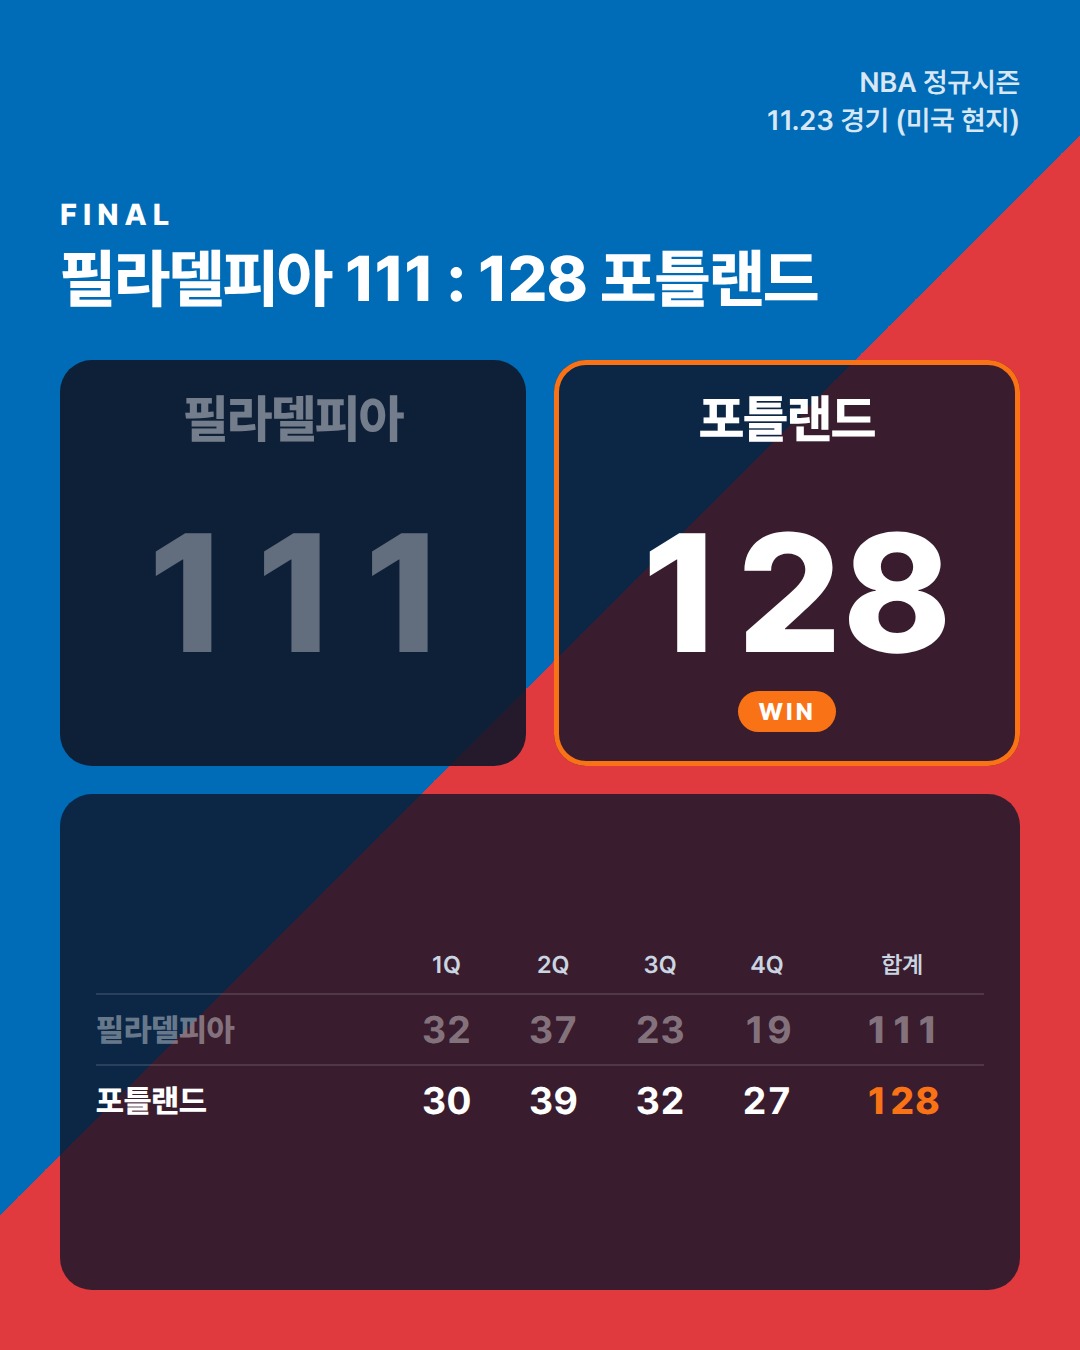 NBA 정규시즌
11.23 경기 (미국 현지)
FINAL
필라델피아 111 : 128 포틀랜드
필라델피아
111
포틀랜드
128
WIN
1Q 2Q 3Q 4Q 합계
필라델피아 32 37 23 19 111
포틀랜드 30 39 32 27 128